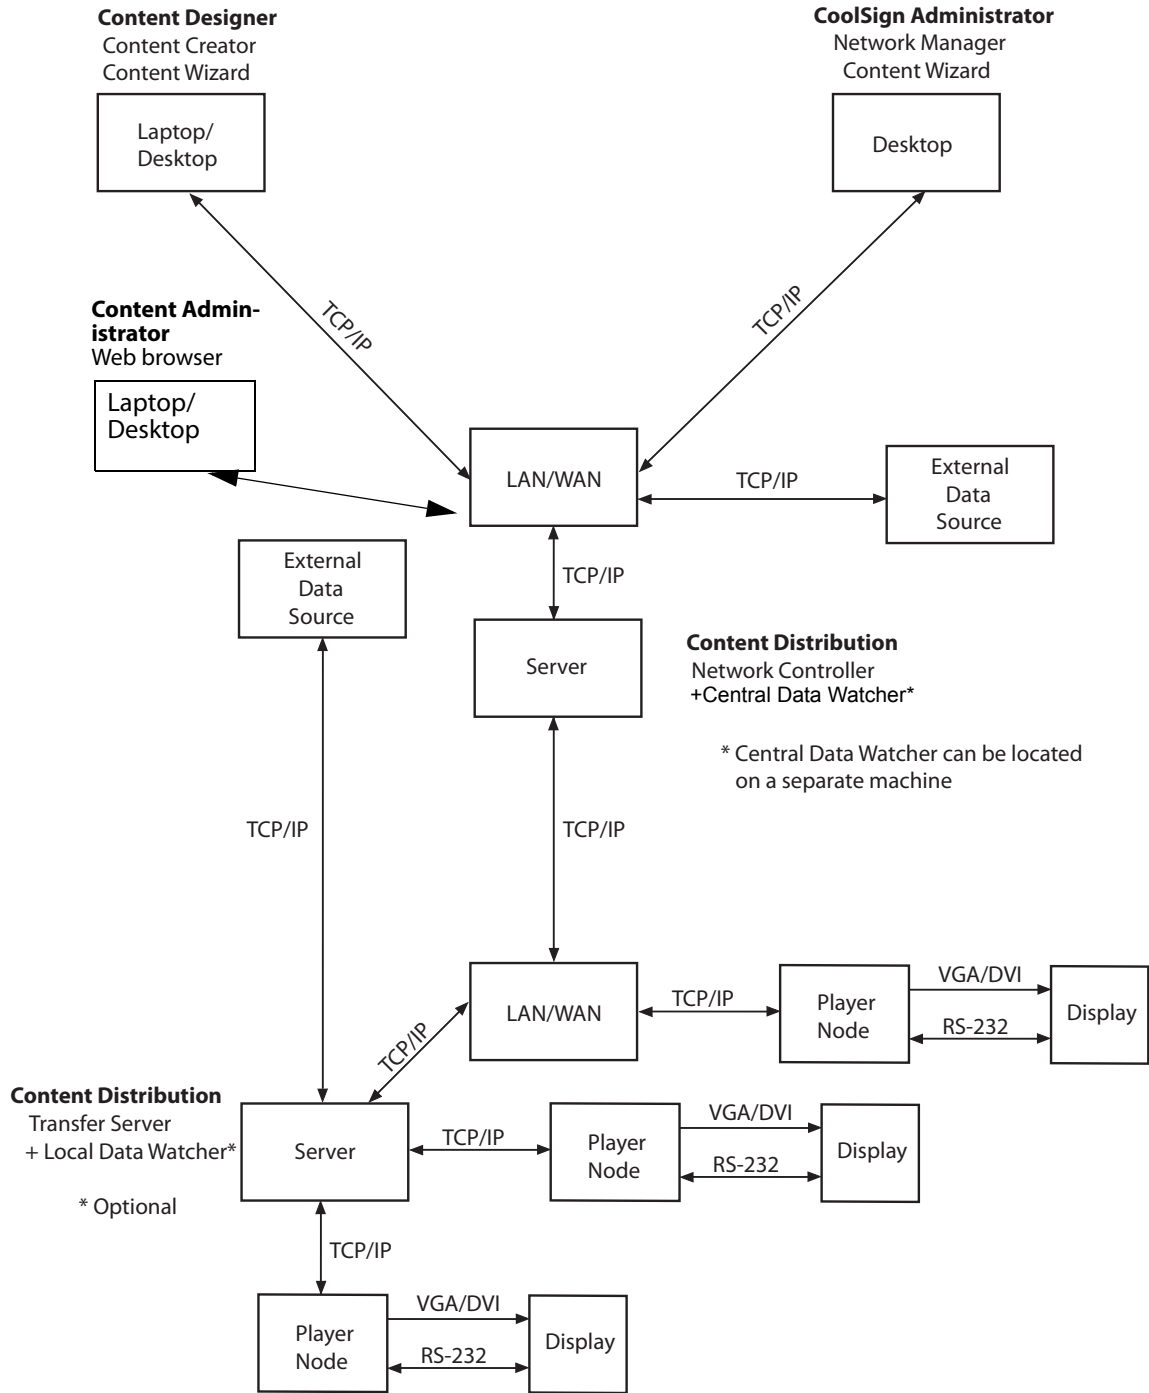 Content Designer
Content Creator
Content Wizard
Laptop/
Desktop
CoolSign Administrator
Network Manager
Content Wizard
Desktop
TCP/IP
TCP/IP
Content Admin-
istrator
Web browser
Laptop/
Desktop
LAN/WAN
TCP/IP
External
Data
Source
External
Data
Source
TCP/IP
Server
Content Distribution
Network Controller
+Central Data Watcher*
* Central Data Watcher can be located
on a separate machine
TCP/IP
TCP/IP
LAN/WAN
TCP/IP
Player
Node
VGA/DVI
RS-232
Display
TCP/IP
Content Distribution
Transfer Server
+ Local Data Watcher*
* Optional
Server
TCP/IP
Player
Node
VGA/DVI
RS-232
Display
TCP/IP
Player
Node
VGA/DVI
RS-232
Display